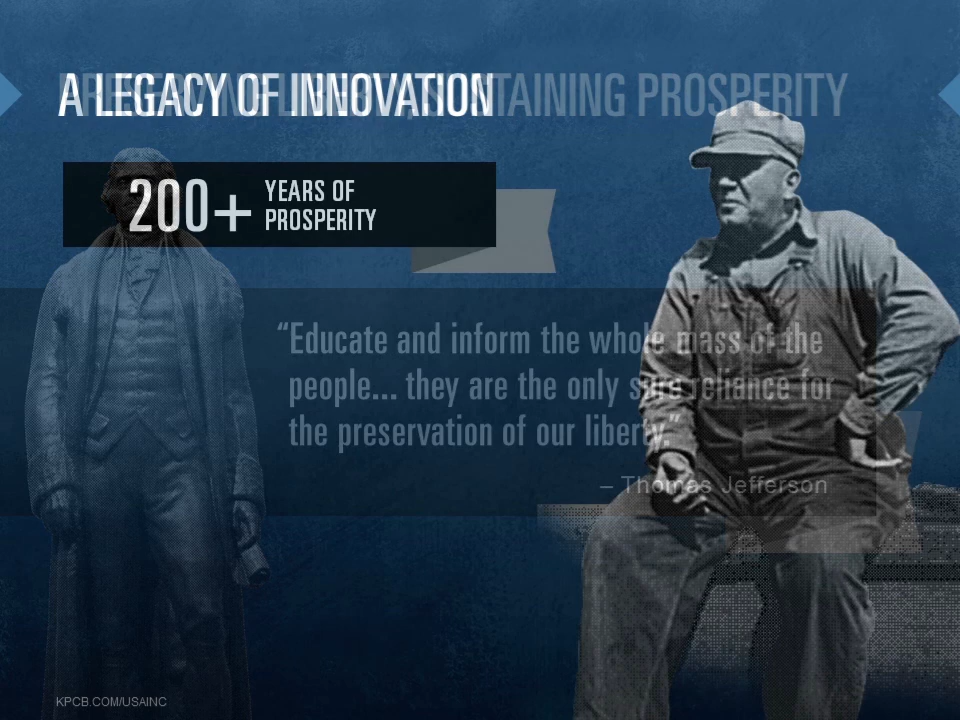 A LEGACY OF INNOVATION
TAINING PROSPERITY
200+ YEARS OF
PROSPERITY
“Educate and inform the whole mass of the
people... they are the only sure reliance for
the preservation of our liberty.”
– Thomas Jefferson
KPCB.COM/USAINC